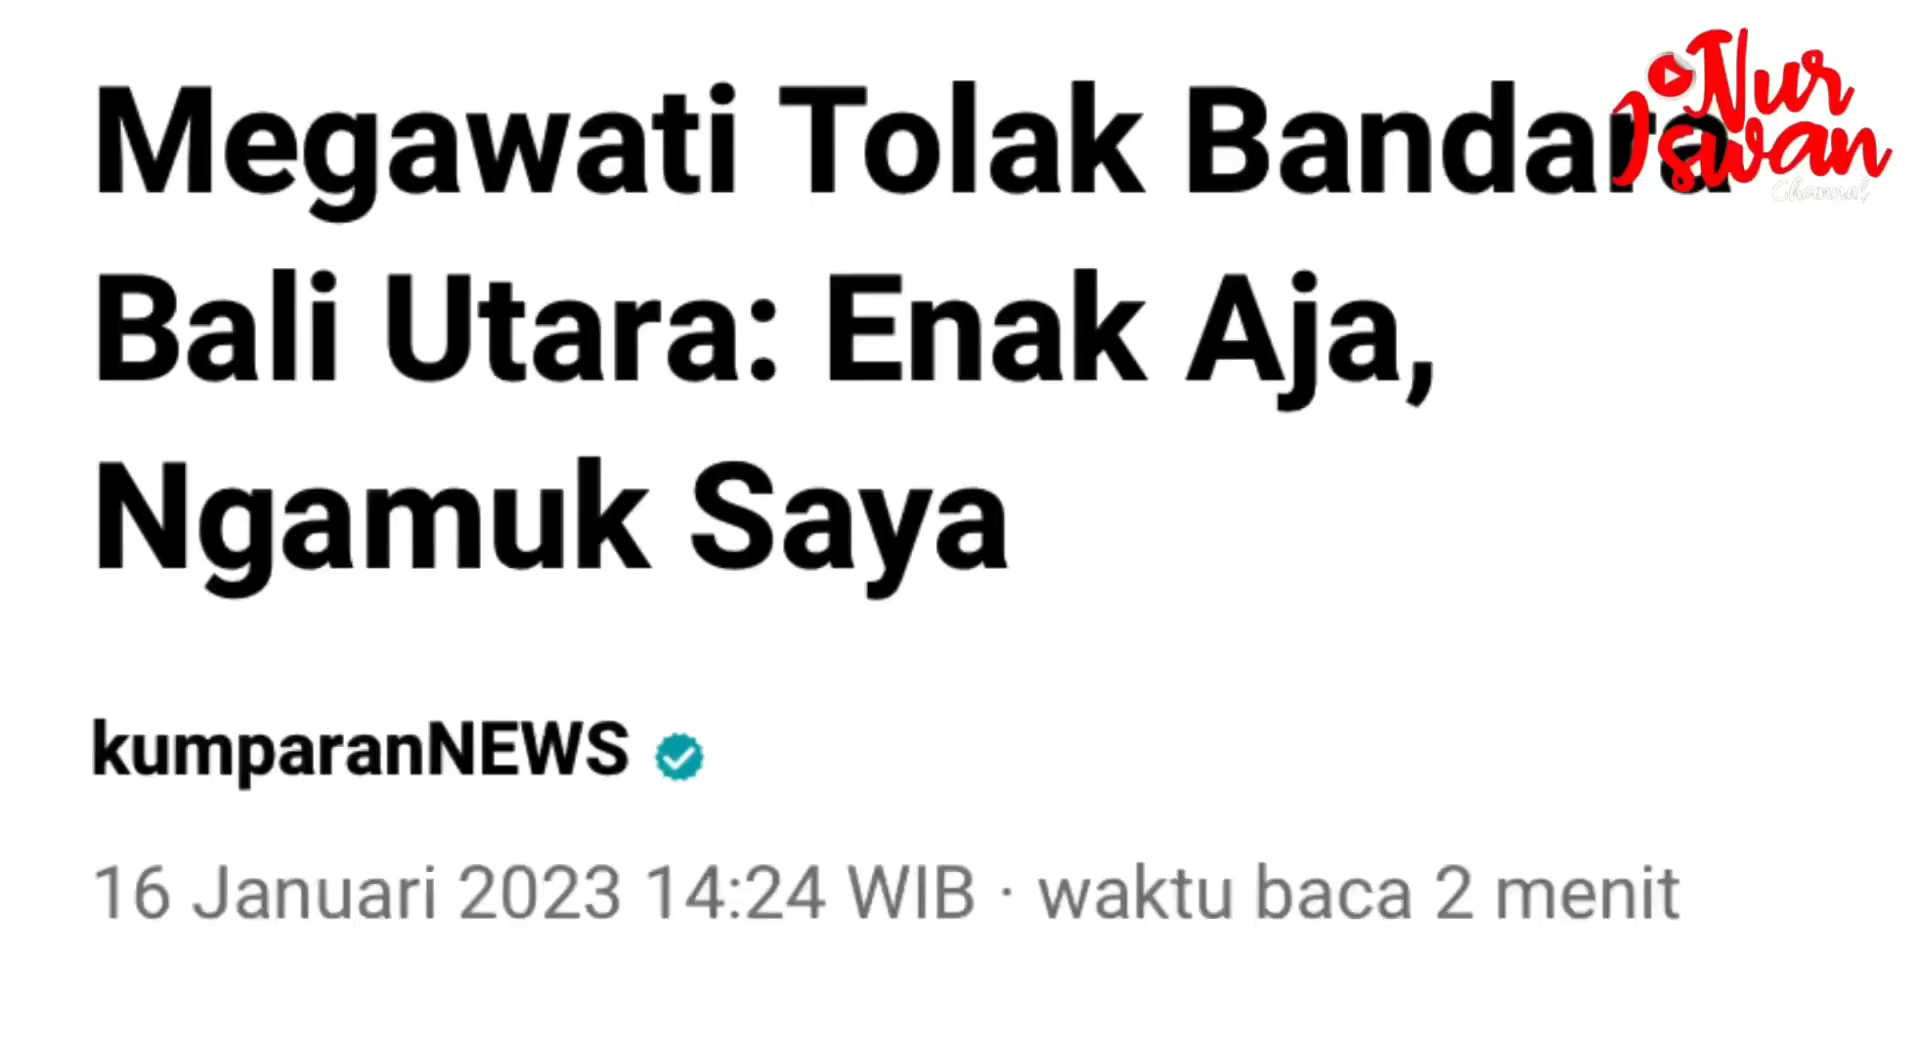 Megawati Tolak Bandara
Bali Utara: Enak Aja,
Ngamuk Saya
kumparanNEWS
16 Januari 2023 14:24 WIB · waktu baca 2 menit
Nur
Iswan
Channel